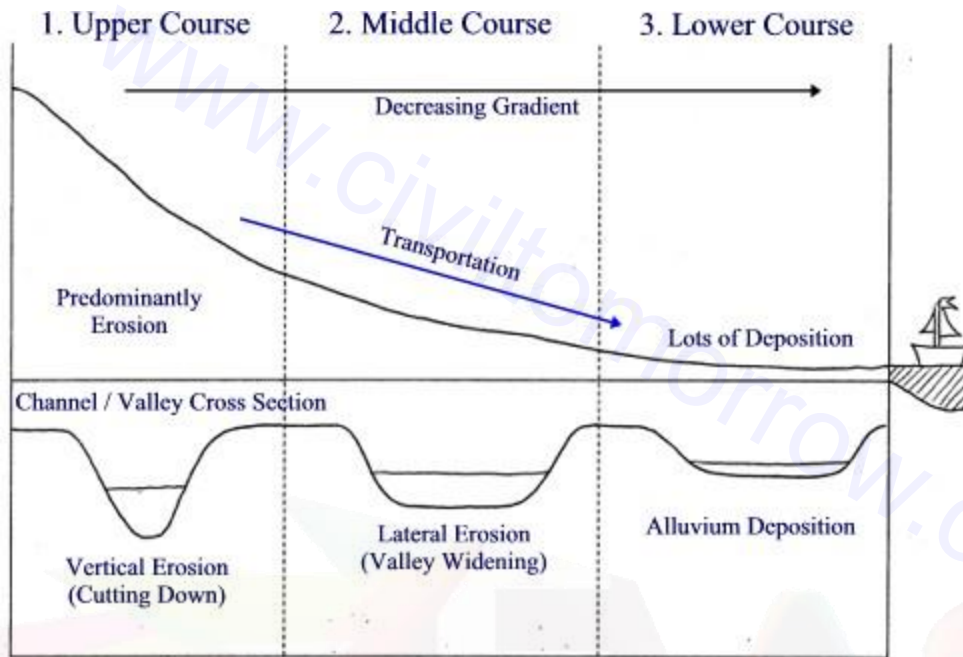 1. Upper Course
2. Middle Course
3. Lower Course
Decreasing Gradient
Transportation
Predominantly
Erosion
Lots of Deposition
Channel / Valley Cross Section
Vertical Erosion
(Cutting Down)
Lateral Erosion
(Valley Widening)
Alluvium Deposition
www.civiltomorrow.c